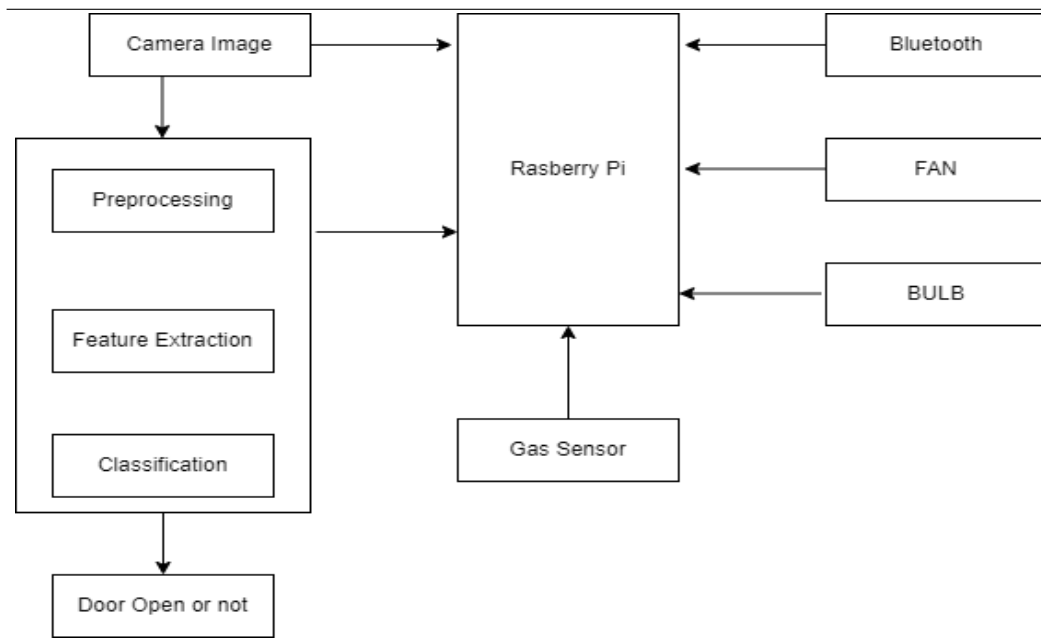 Camera Image
Bluetooth
Rasberry Pi
FAN
Preprocessing
BULB
Feature Extraction
Gas Sensor
Classification
Door Open or not